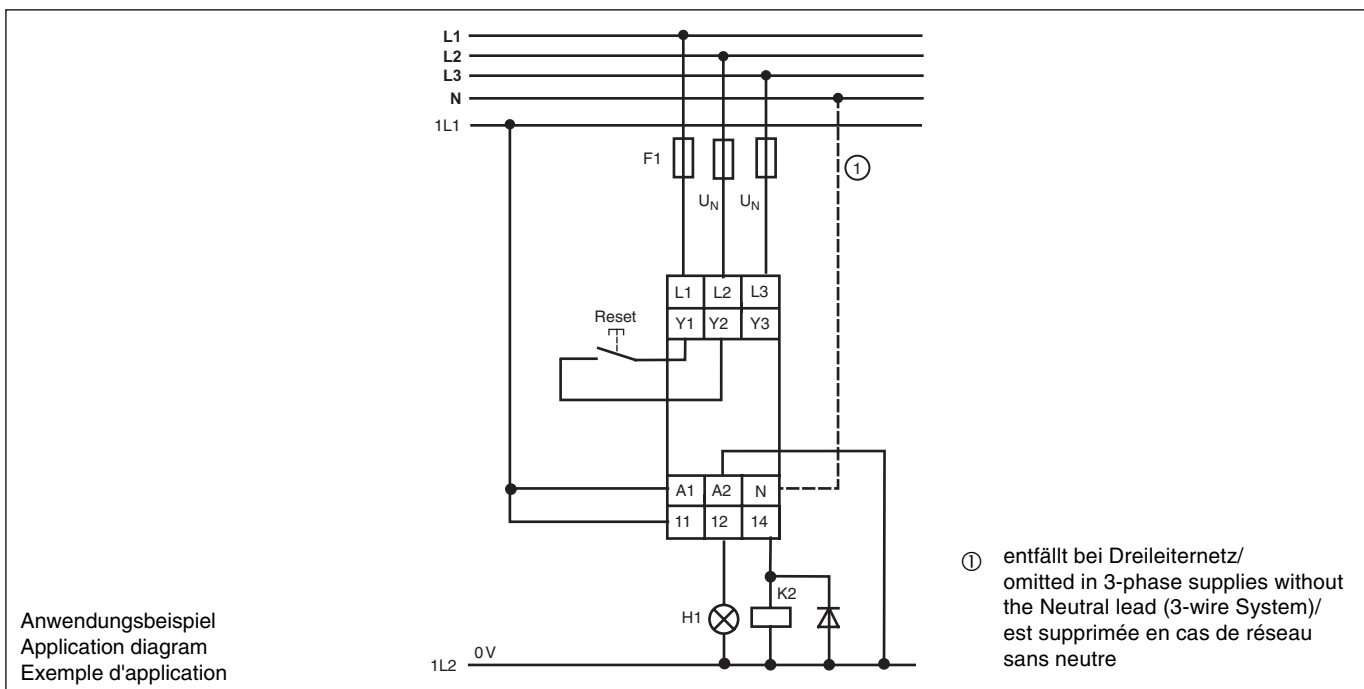 L1
L2
L3
N
1L1
F1
①
U_N U_N
L1 L2 L3
Reset
Y1 Y2 Y3
A1 A2 N
11 12 14
K2
H1
0 V
1L2
Anwendungsbeispiel
Application diagram
Exemple d'application
① entfällt bei Dreileiternetz/
omitted in 3-phase supplies without
the Neutral lead (3-wire System)/
est supprimée en cas de réseau
sans neutre